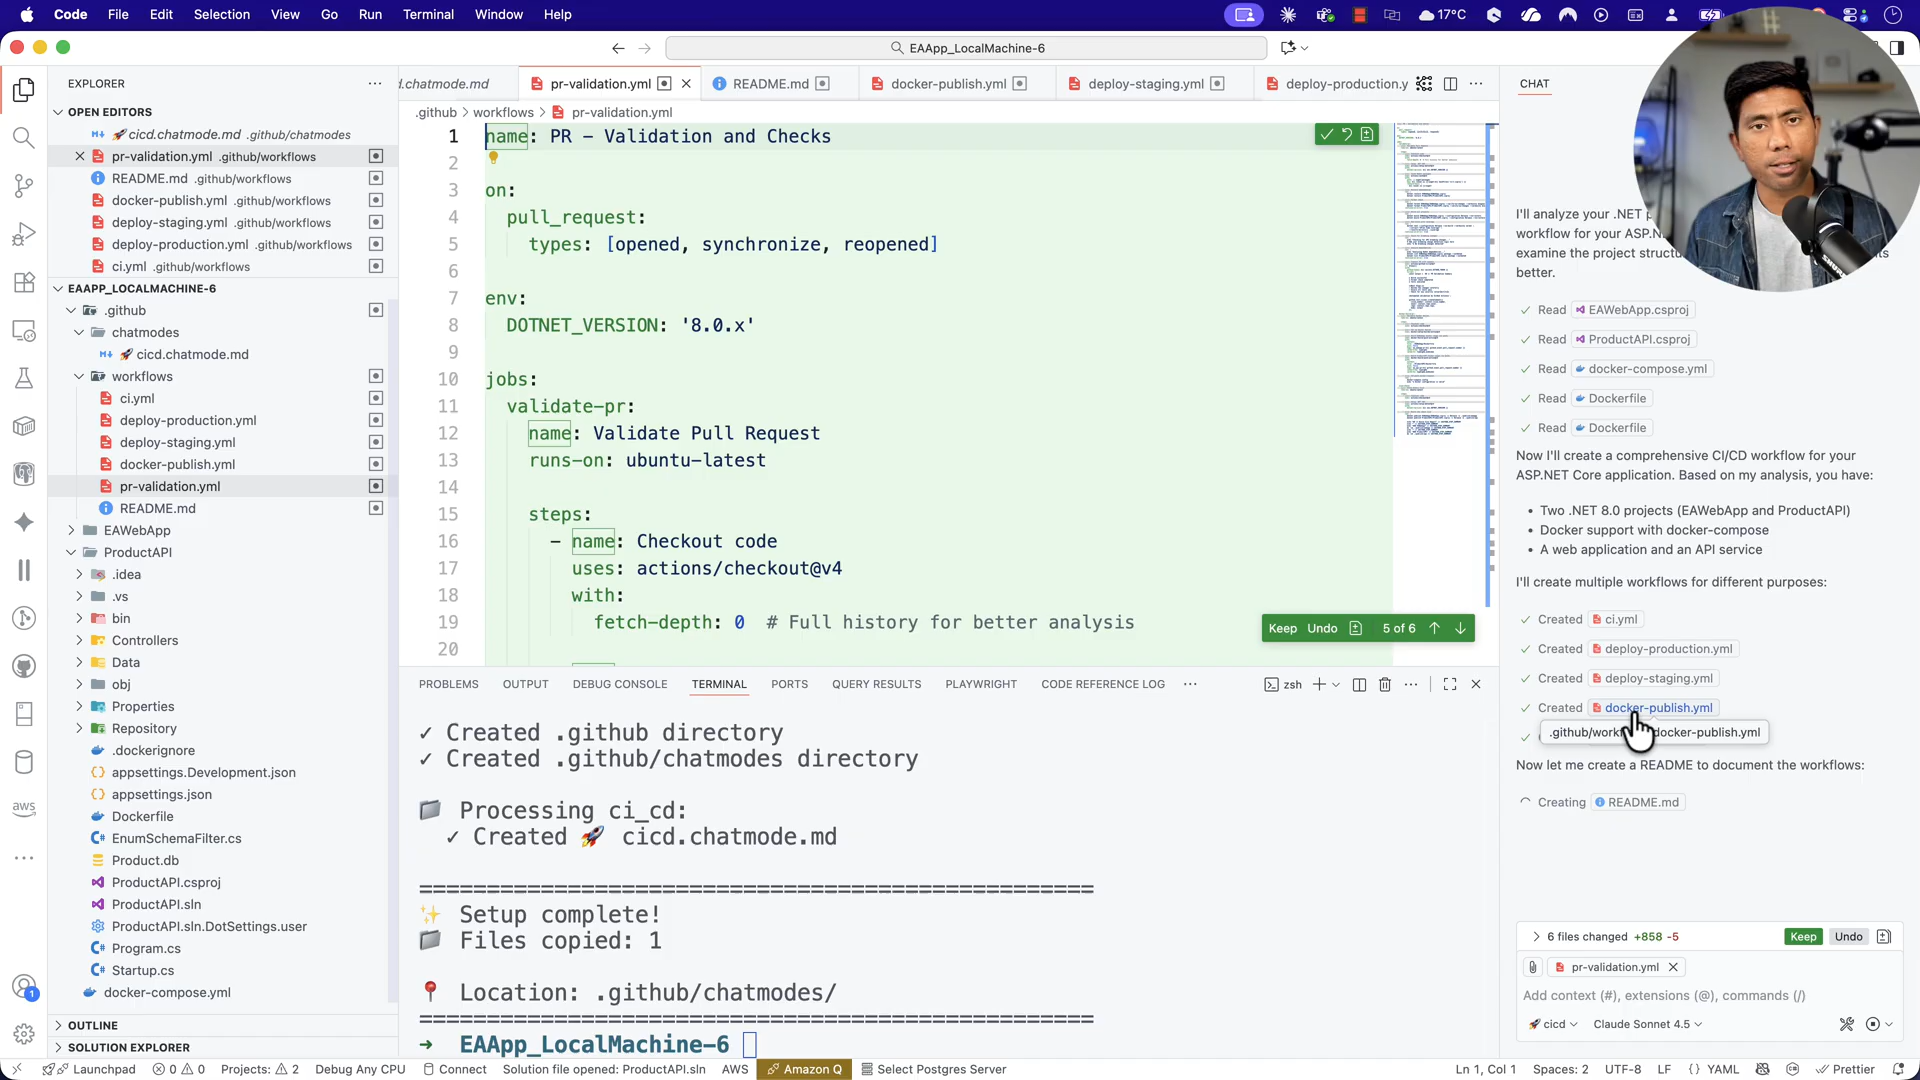 Code File Edit Selection View Go Run Terminal Window Help
17°C
EAApp_LocalMachine-6
EXPLORER
OPEN EDITORS
cicd.chatmode.md .github/chatmodes
pr-validation.yml .github/workflows
README.md .github/workflows
docker-publish.yml .github/workflows
deploy-staging.yml .github/workflows
deploy-production.yml .github/workflows
ci.yml .github/workflows
EAAPP_LOCALMACHINE-6
.github
chatmodes
cicd.chatmode.md
workflows
ci.yml
deploy-production.yml
deploy-staging.yml
docker-publish.yml
pr-validation.yml
README.md
EAWebApp
ProductAPI
.idea
.vs
bin
Controllers
Data
obj
Properties
Repository
.dockerignore
appsettings.Development.json
appsettings.json
Dockerfile
EnumSchemaFilter.cs
Product.db
ProductAPI.csproj
ProductAPI.sln
ProductAPI.sln.DotSettings.user
Program.cs
Startup.cs
docker-compose.yml
OUTLINE
SOLUTION EXPLORER
aws
1
d.chatmode.md pr-validation.yml README.md docker-publish.yml deploy-staging.yml deploy-production.y
.github > workflows > pr-validation.yml
1 name: PR - Validation and Checks
2
3 on:
4 pull_request:
5 types: [opened, synchronize, reopened]
6
7 env:
8 DOTNET_VERSION: '8.0.x'
9
10 jobs:
11 validate-pr:
12 name: Validate Pull Request
13 runs-on: ubuntu-latest
14
15 steps:
16 - name: Checkout code
17 uses: actions/checkout@v4
18 with:
19 fetch-depth: 0 # Full history for better analysis
20
Keep Undo 5 of 6
PROBLEMS OUTPUT DEBUG CONSOLE TERMINAL PORTS QUERY RESULTS PLAYWRIGHT CODE REFERENCE LOG
zsh
✓ Created .github directory
✓ Created .github/chatmodes directory
Processing ci_cd:
✓ Created 🚀 cicd.chatmode.md
==================================================
✨ Setup complete!
Files copied: 1
📍 Location: .github/chatmodes/
==================================================
→ EAApp_LocalMachine-6
CHAT
I'll analyze your .NET
workflow for your ASP.N
examine the project struct
better.
Read EAWebApp.csproj
Read ProductAPI.csproj
Read docker-compose.yml
Read Dockerfile
Read Dockerfile
Now I'll create a comprehensive CI/CD workflow for your
ASP.NET Core application. Based on my analysis, you have:
• Two .NET 8.0 projects (EAWebApp and ProductAPI)
• Docker support with docker-compose
• A web application and an API service
I'll create multiple workflows for different purposes:
Created ci.yml
Created deploy-production.yml
Created deploy-staging.yml
Created docker-publish.yml
.github/workf docker-publish.yml
Now let me create a README to document the workflows:
Creating README.md
6 files changed +858 -5 Keep Undo
pr-validation.yml
Add context (#), extensions (@), commands (/)
cicd Claude Sonnet 4.5
Launchpad 0 0 Projects: 2 Debug Any CPU Connect Solution file opened: ProductAPI.sln AWS Amazon Q Select Postgres Server Ln 1, Col 1 Spaces: 2 UTF-8 LF YAML Prettier